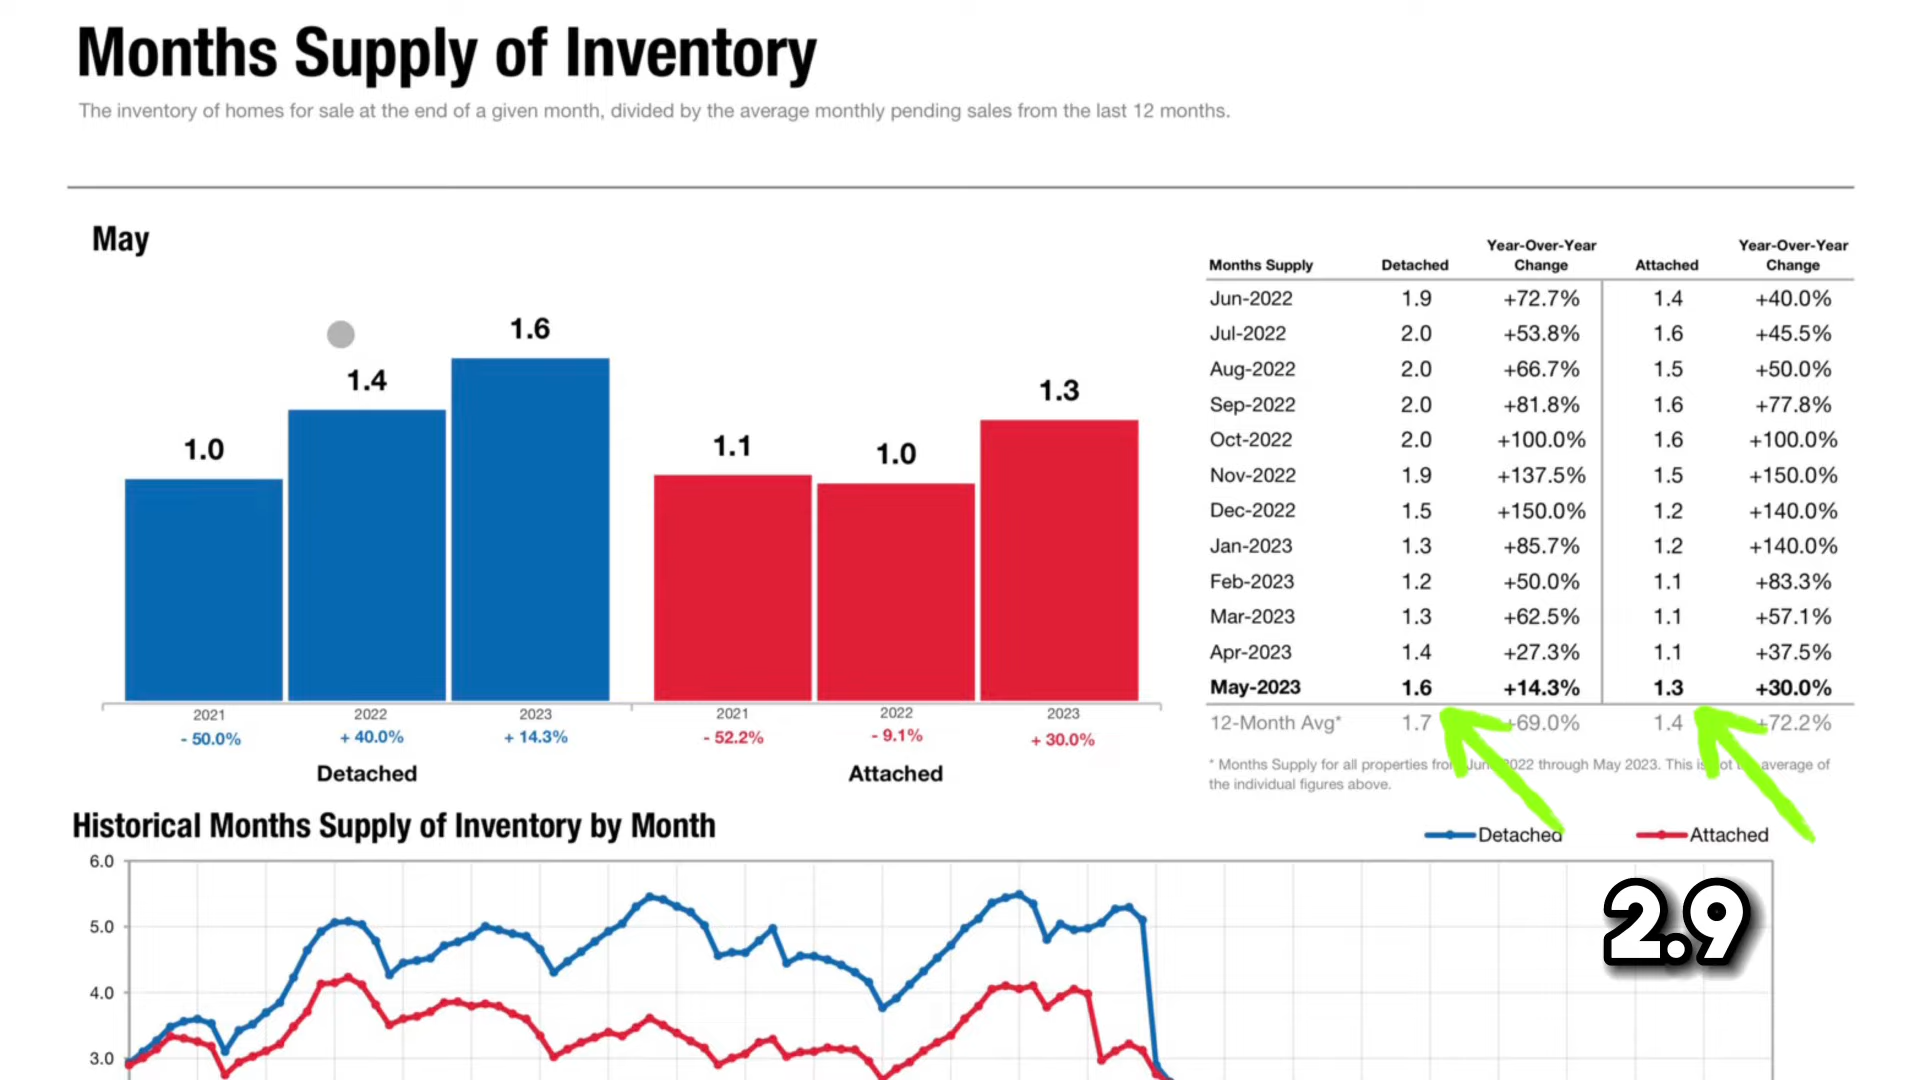 Months Supply of Inventory
The inventory of homes for sale at the end of a given month, divided by the average monthly pending sales from the last 12 months.
May
1.0
1.4
1.6
1.1
1.0
1.3
2021 2022 2023 2021 2022 2023
- 50.0% + 40.0% + 14.3% - 52.2% - 9.1% + 30.0%
Detached Attached
Months Supply Detached Year-Over-Year Change Attached Year-Over-Year Change
Jun-2022 1.9 +72.7% 1.4 +40.0%
Jul-2022 2.0 +53.8% 1.6 +45.5%
Aug-2022 2.0 +66.7% 1.5 +50.0%
Sep-2022 2.0 +81.8% 1.6 +77.8%
Oct-2022 2.0 +100.0% 1.6 +100.0%
Nov-2022 1.9 +137.5% 1.5 +150.0%
Dec-2022 1.5 +150.0% 1.2 +140.0%
Jan-2023 1.3 +85.7% 1.2 +140.0%
Feb-2023 1.2 +50.0% 1.1 +83.3%
Mar-2023 1.3 +62.5% 1.1 +57.1%
Apr-2023 1.4 +27.3% 1.1 +37.5%
May-2023 1.6 +14.3% 1.3 +30.0%
12-Month Avg* 1.7 +69.0% 1.4 +72.2%
* Months Supply for all properties from June 2022 through May 2023. This is not the average of
the individual figures above.
Historical Months Supply of Inventory by Month
Detached Attached
6.0
5.0
4.0
3.0
2.9